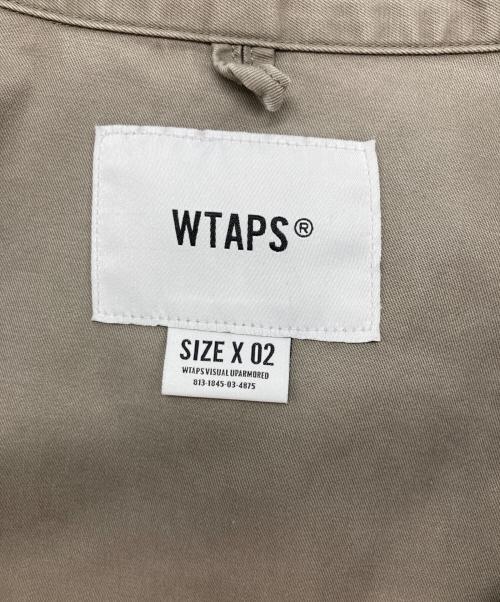 WTAPS®
SIZE X 02
WTAPS VISUAL UPARMORED
813-1845-03-4875